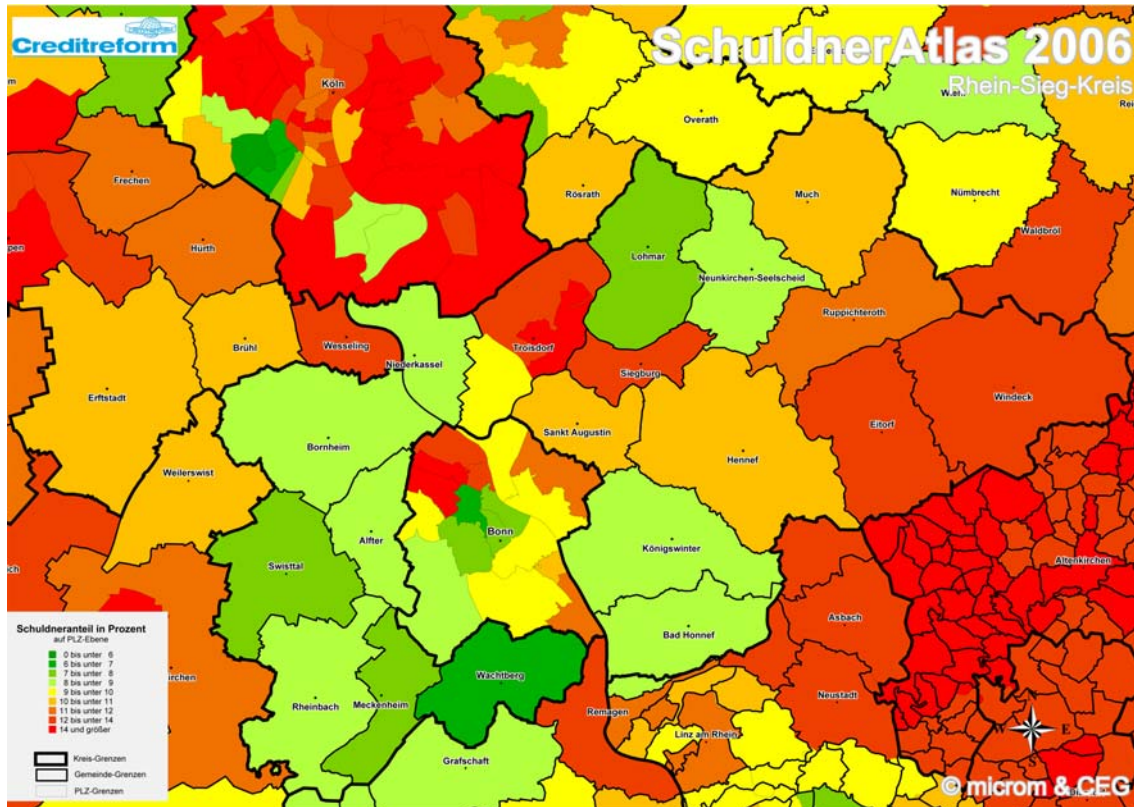 Creditreform
SchuldnerAtlas 2006
Rhein-Sieg-Kreis
Köln
Overath
Frechen
Rösrath
Much
Nümbrecht
Hürth
Lohmar
Waldbröl
Neunkirchen-Seelscheid
Ruppichteroth
Brühl
Wesseling
Niederkassel
Troisdorf
Siegburg
Erftstadt
Windeck
Bornheim
Sankt Augustin
Eitorf
Weilerswist
Hennef
Bonn
Alfter
Königswinter
Swisttal
Altenkirchen
Asbach
Bad Honnef
Wachtberg
Rheinbach
Meckenheim
Neustadt
Remagen
Linz am Rhein
Grafschaft
Schuldneranteil in Prozent
auf PLZ-Ebene
0 bis unter 6
6 bis unter 7
7 bis unter 8
8 bis unter 9
9 bis unter 10
10 bis unter 11
11 bis unter 12
12 bis unter 14
14 und größer
Kreis-Grenzen
Gemeinde-Grenzen
PLZ-Grenzen
N
W E
S
© microm & CEG